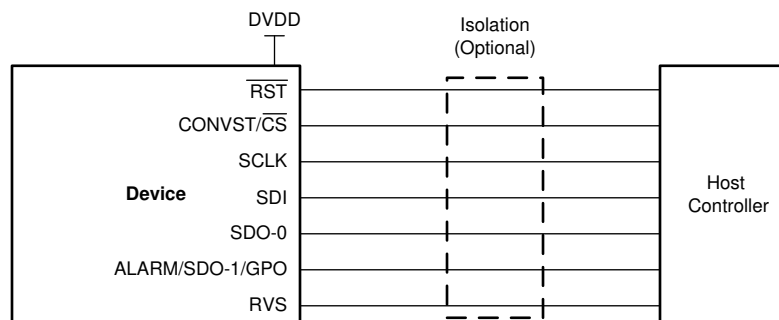 DVDD
Isolation
(Optional)
RST
CONVST/CS
SCLK
Device
SDI
SDO-0
ALARM/SDO-1/GPO
RVS
Host
Controller